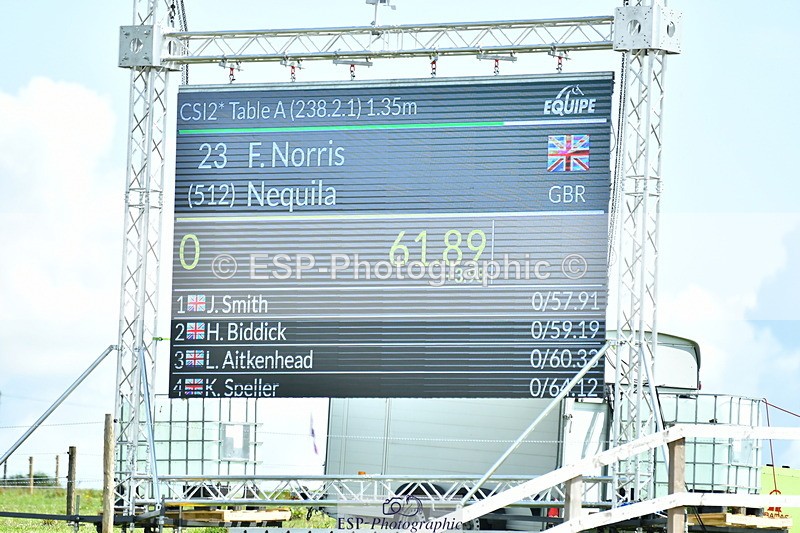 CSI2* Table A (238.2.1) 1.35m
EQUIPE
23 F. Norris
(512) Nequila GBR
0 61.89
© ESP-Photographic ©
1 J. Smith 0/57.91
2 H. Biddick 0/59.19
3 L. Aitkenhead 0/60.33
4 K. Speller 0/64.12
ESP-Photographic